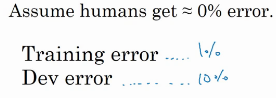 Assume humans get ≈ 0% error.
Training error ..... 1%
Dev error ......... 10%